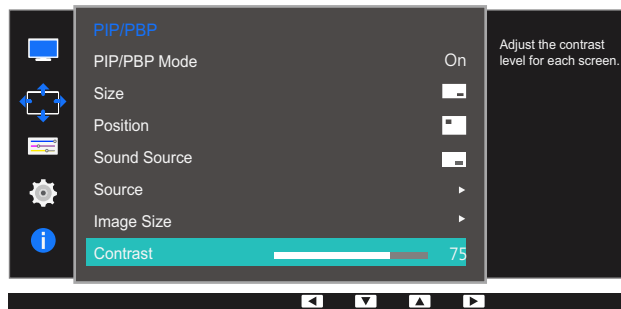 PIP/PBP
PIP/PBP Mode On
Size
Position
Sound Source
Source
Image Size
Contrast 75
Adjust the contrast
level for each screen.